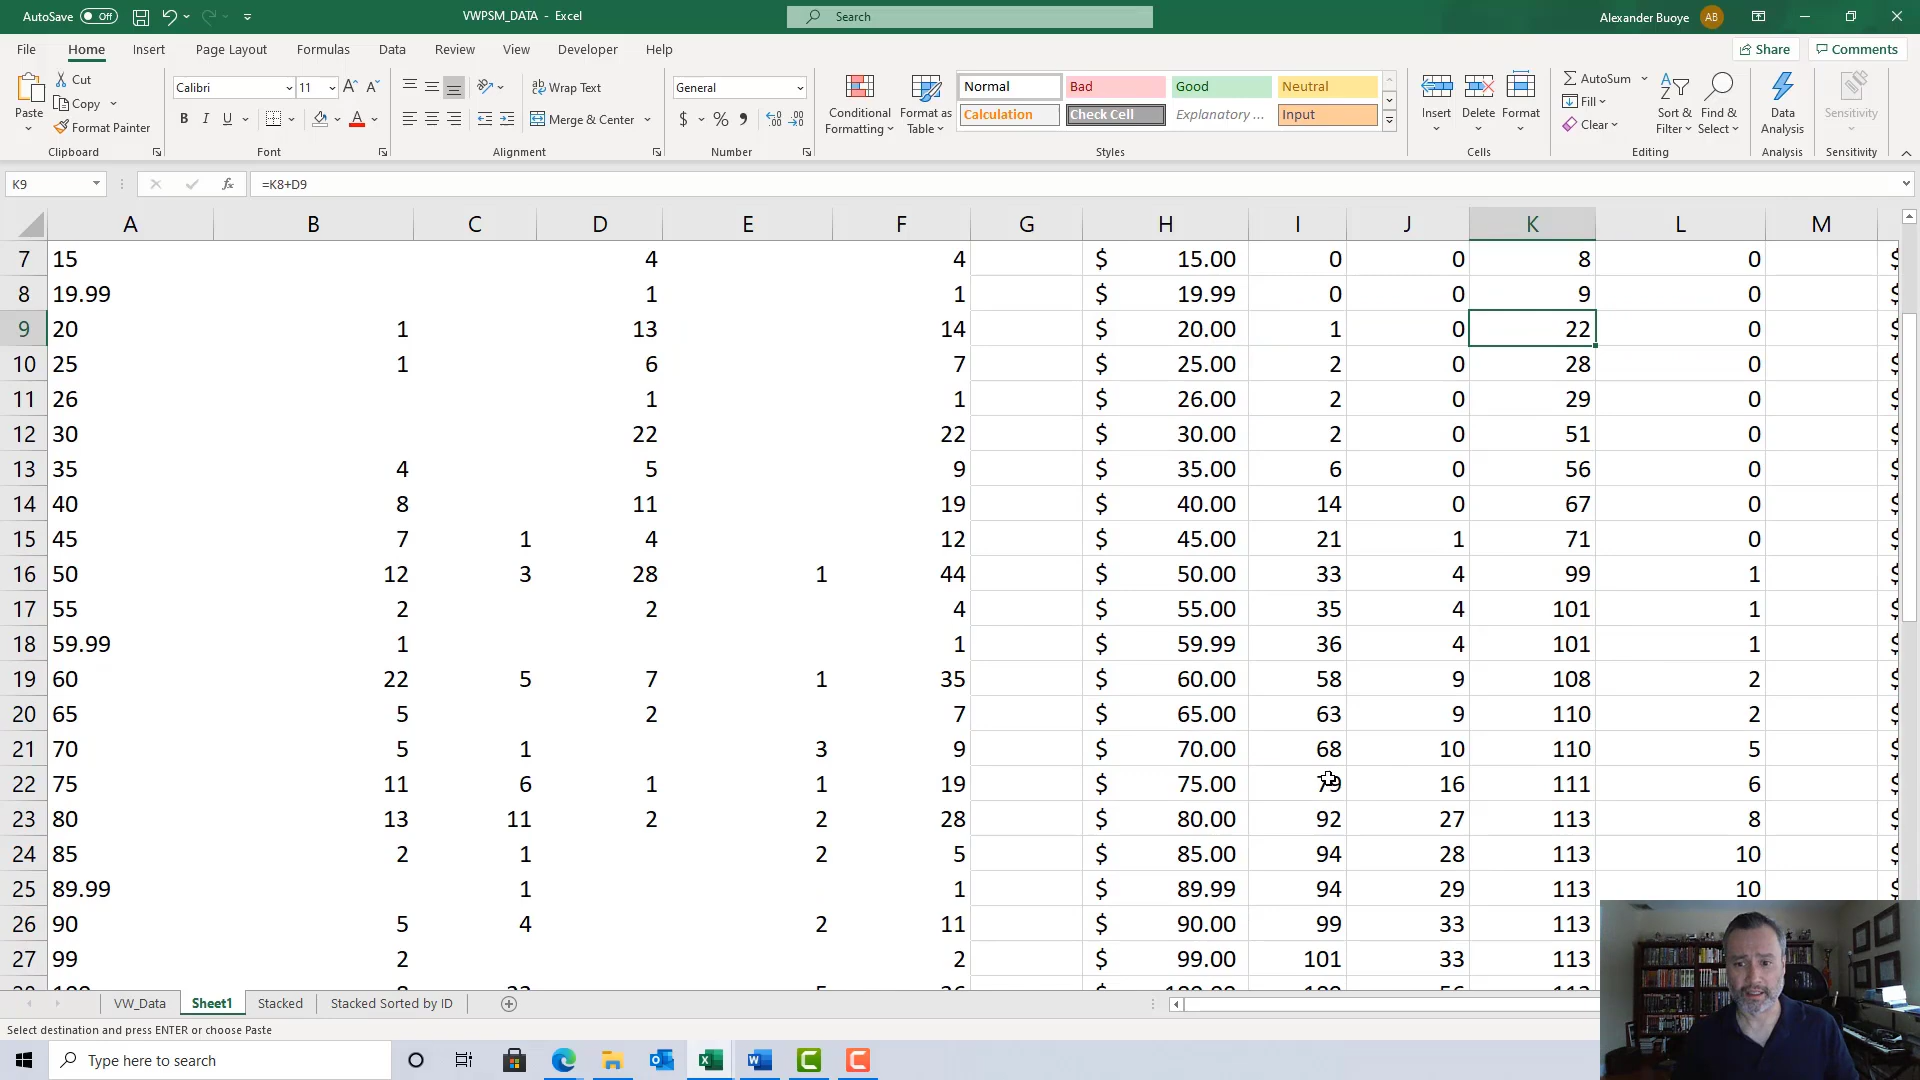 AutoSave Off VWPSM_DATA - Excel Search Alexander Buoye AB
File Home Insert Page Layout Formulas Data Review View Developer Help Share Comments
Paste Cut Copy Format Painter Clipboard
Calibri 11 B I U A Font
Wrap Text Merge & Center Alignment
General $ % Number
Conditional Formatting Format as Table
Normal Bad Good Neutral
Calculation Check Cell Explanatory ... Input
Styles
Insert Delete Format Cells
AutoSum Fill Clear Sort & Filter Find & Select Editing
Data Analysis Analysis
Sensitivity Sensitivity
K9 fx =K8+D9
A B C D E F G H I J K L M
7 15 4 4 $ 15.00 0 0 8 0 $
8 19.99 1 1 $ 19.99 0 0 9 0 $
9 20 1 13 14 $ 20.00 1 0 22 0 $
10 25 1 6 7 $ 25.00 2 0 28 0 $
11 26 1 1 $ 26.00 2 0 29 0 $
12 30 22 22 $ 30.00 2 0 51 0 $
13 35 4 5 9 $ 35.00 6 0 56 0 $
14 40 8 11 19 $ 40.00 14 0 67 0 $
15 45 7 1 4 12 $ 45.00 21 1 71 0 $
16 50 12 3 28 1 44 $ 50.00 33 4 99 1 $
17 55 2 2 4 $ 55.00 35 4 101 1 $
18 59.99 1 1 $ 59.99 36 4 101 1 $
19 60 22 5 7 1 35 $ 60.00 58 9 108 2 $
20 65 5 2 7 $ 65.00 63 9 110 2 $
21 70 5 1 3 9 $ 70.00 68 10 110 5 $
22 75 11 6 1 1 19 $ 75.00 79 16 111 6 $
23 80 13 11 2 2 28 $ 80.00 92 27 113 8 $
24 85 2 1 2 5 $ 85.00 94 28 113 10 $
25 89.99 1 1 $ 89.99 94 29 113 10 $
26 90 5 4 2 11 $ 90.00 99 33 113
27 99 2 2 $ 99.00 101 33 113
VW_Data Sheet1 Stacked Stacked Sorted by ID
Select destination and press ENTER or choose Paste
Type here to search